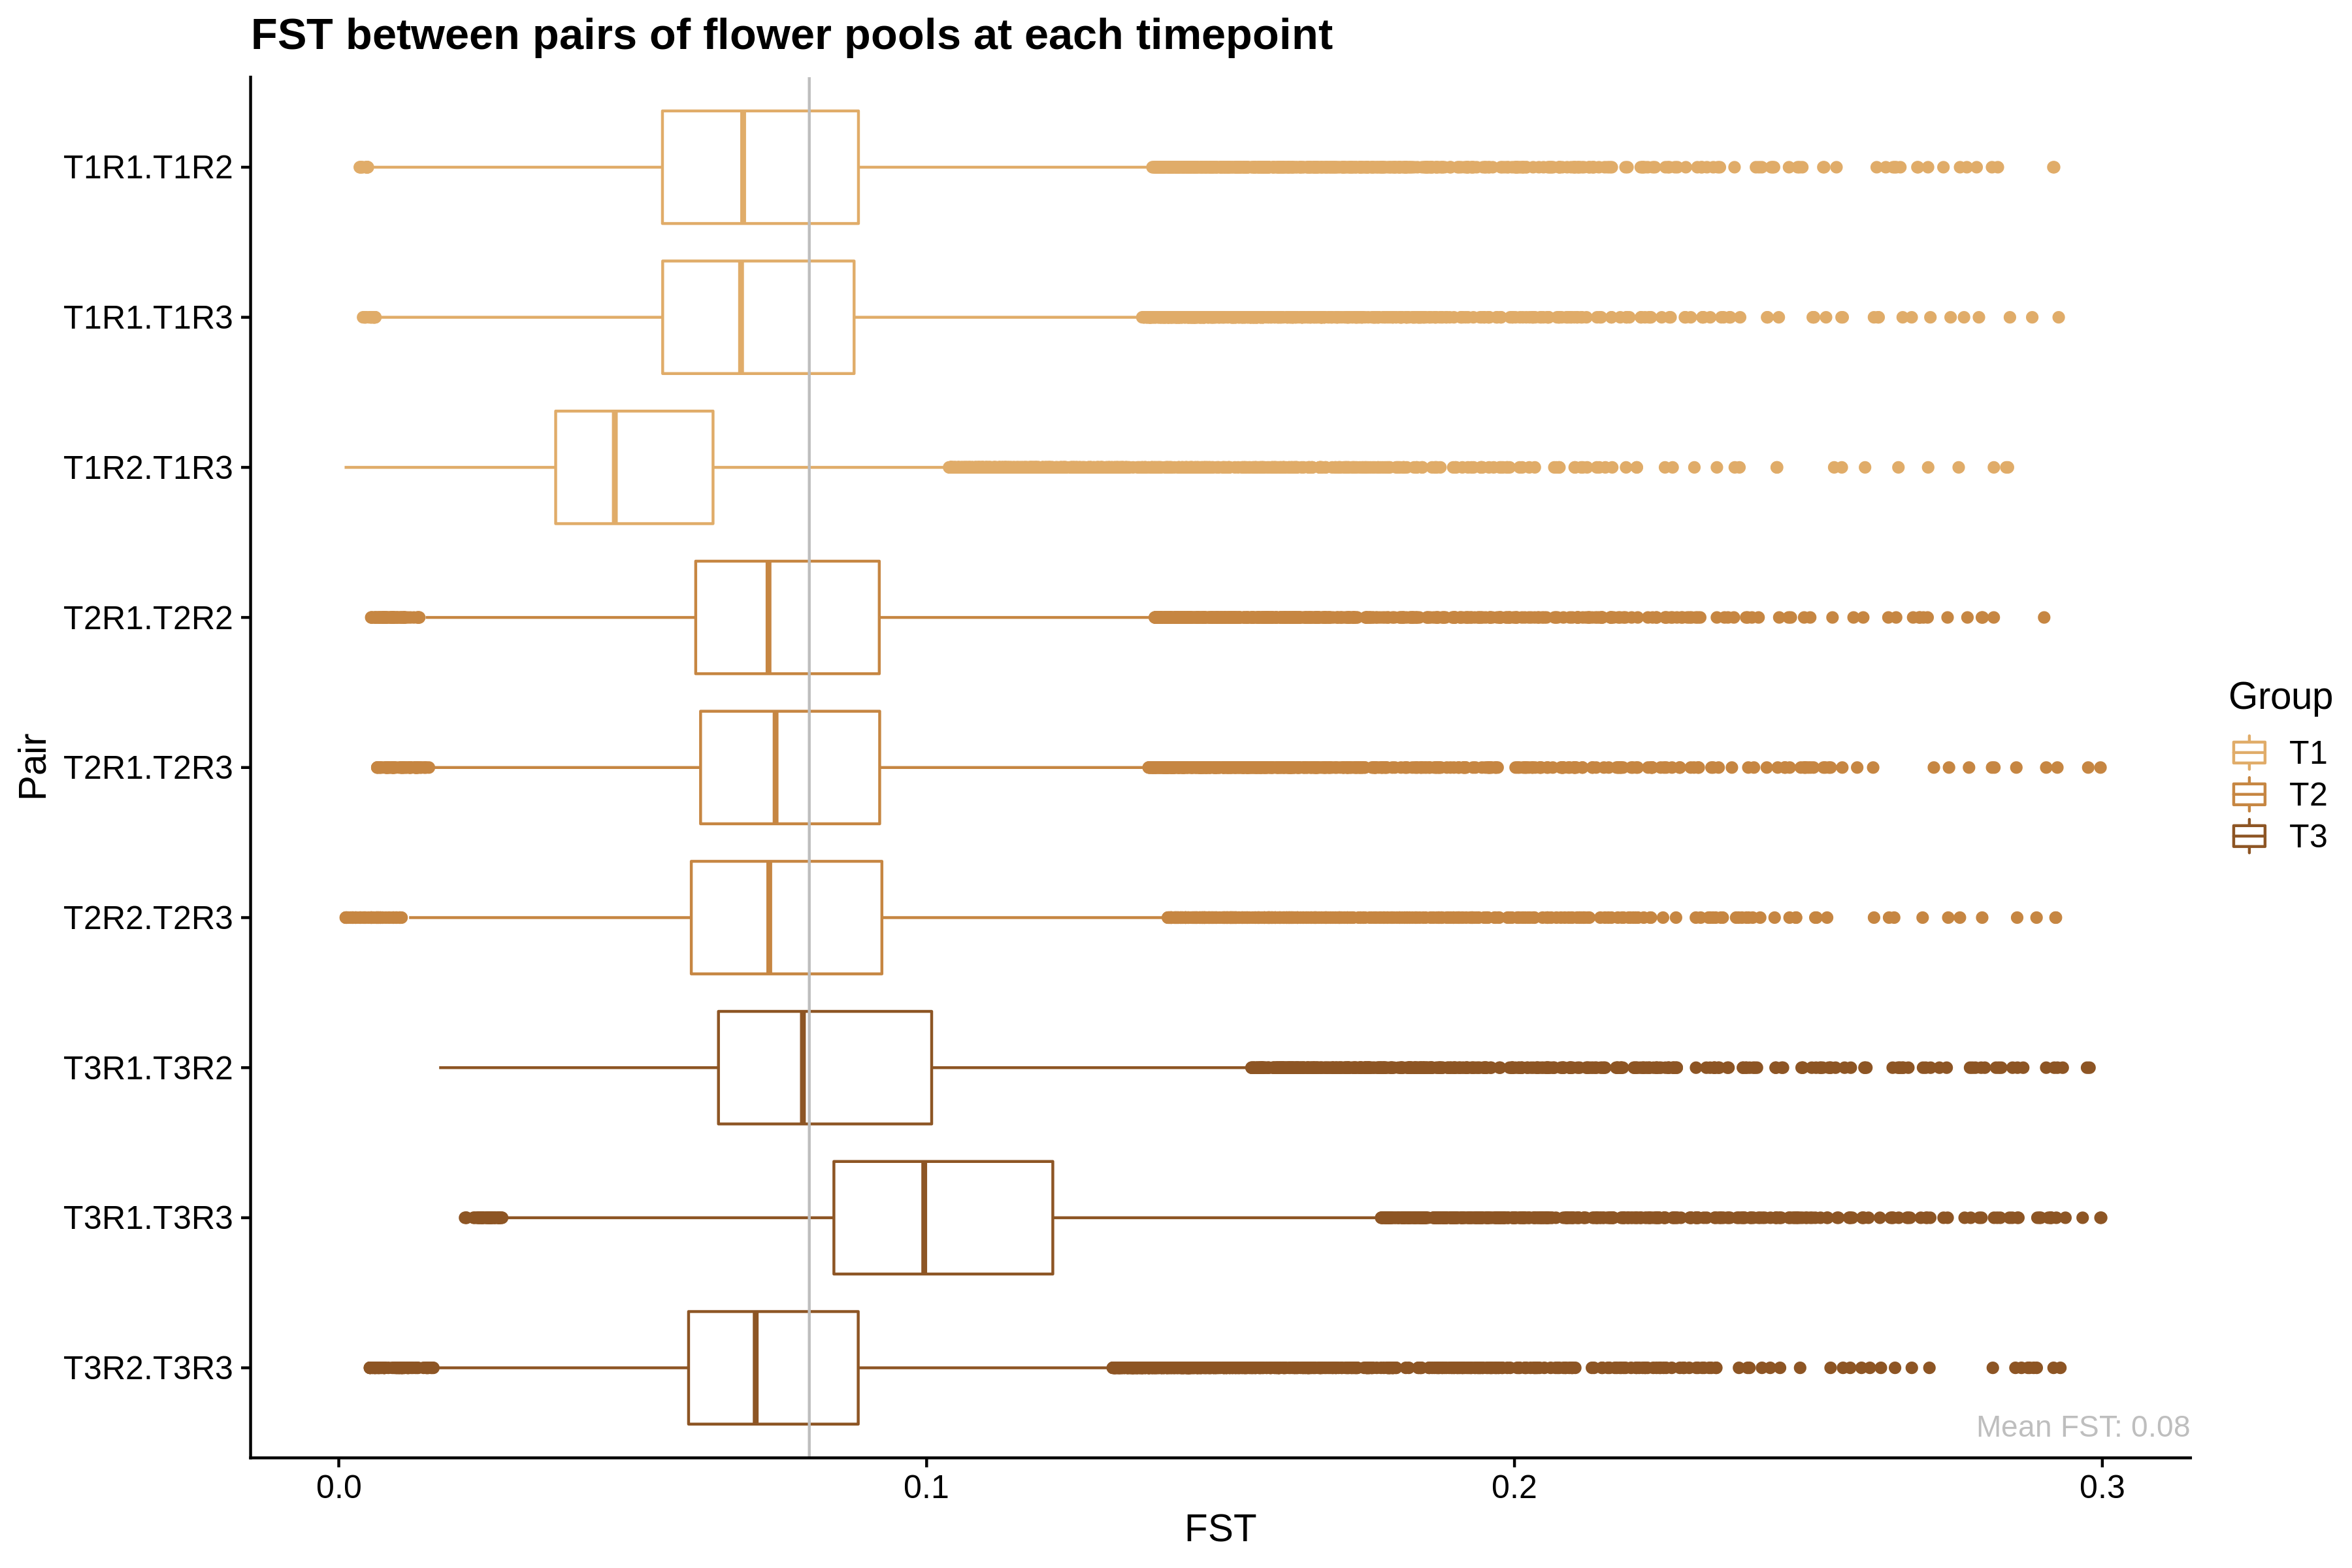 FST between pairs of flower pools at each timepoint
T1R1.T1R2
T1R1.T1R3
T1R2.T1R3
T2R1.T2R2
T2R1.T2R3
T2R2.T2R3
T3R1.T3R2
T3R1.T3R3
T3R2.T3R3
Pair
Group
T1
T2
T3
Mean FST: 0.08
0.0
0.1
0.2
0.3
FST